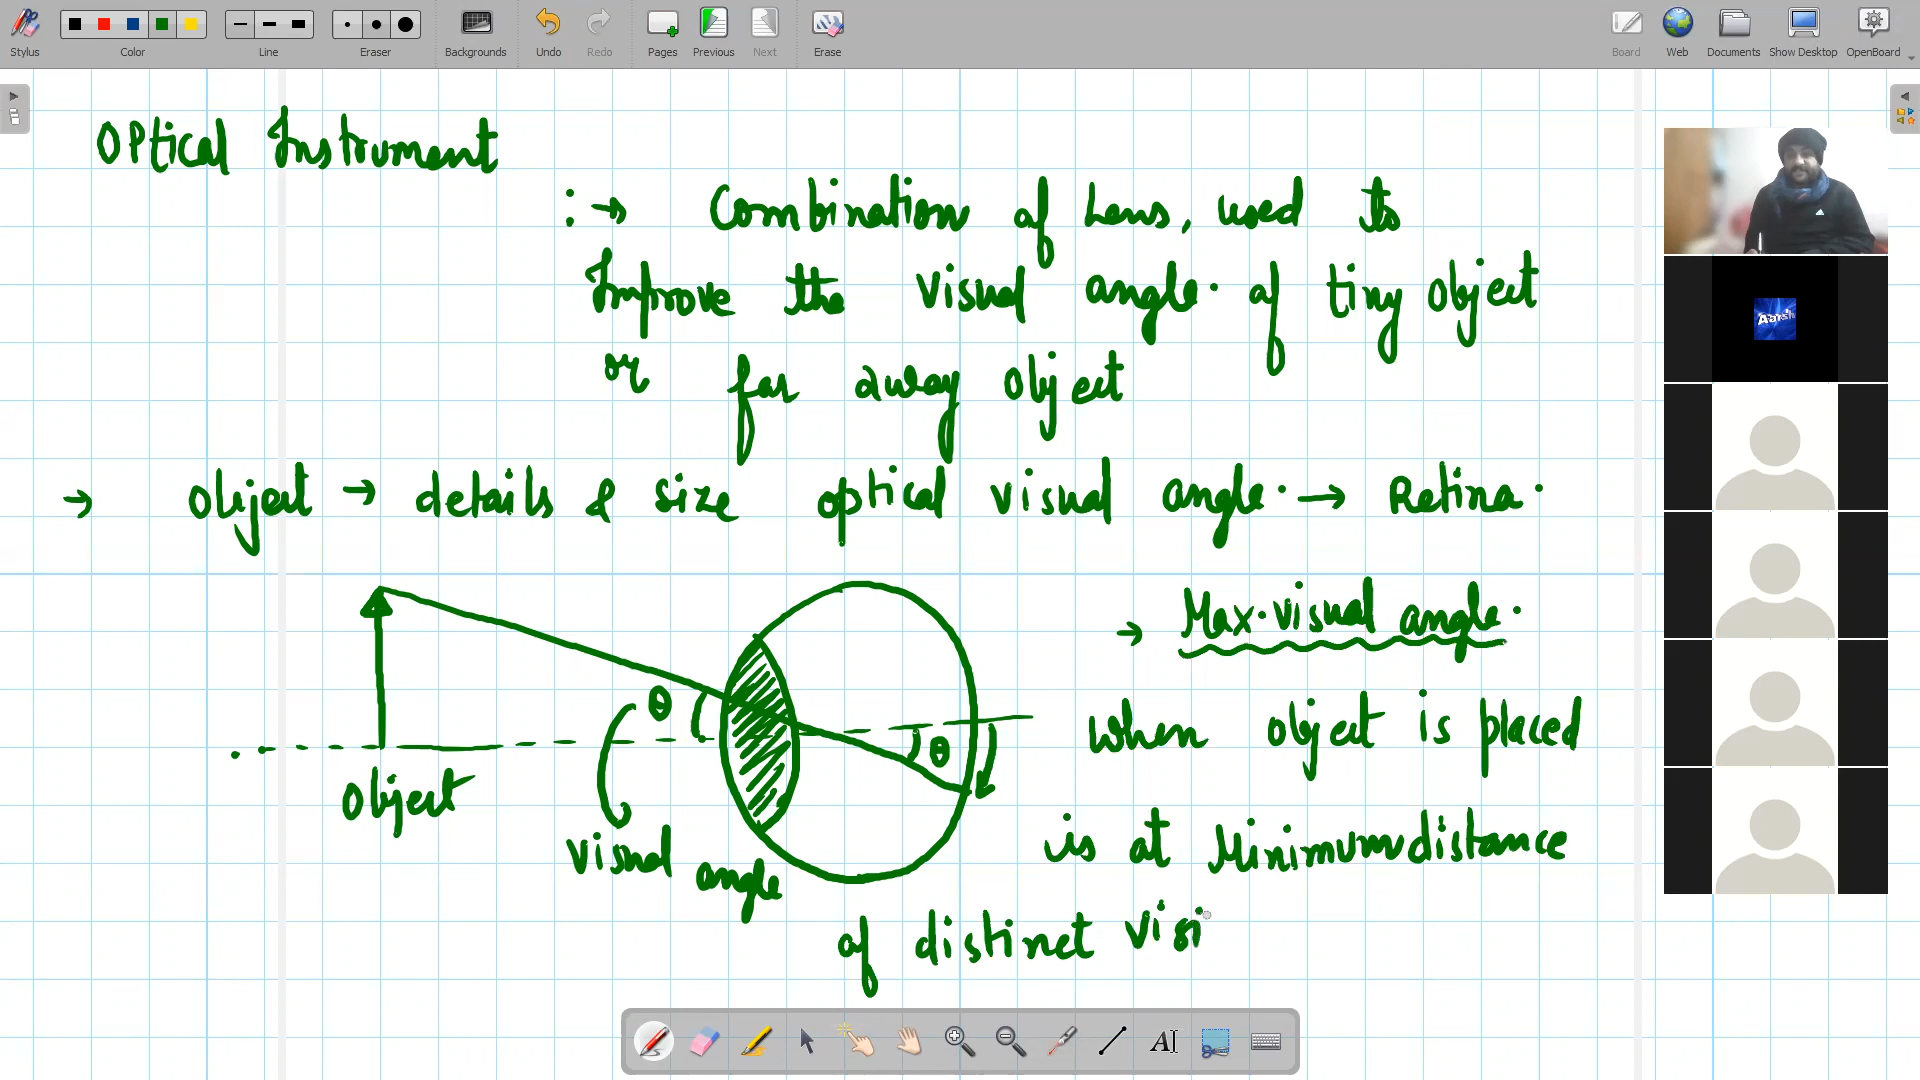 Stylus
Color
Line
Eraser
Backgrounds
Undo
Redo
Pages
Previous
Next
Erase
Board
Web
Documents
Show Desktop
OpenBoard
Optical Instrument
:→ Combination of Lens, used to
Improve the visual angle. of tiny object
or far away object
→ object → details & size optical visual angle. → Retina.
→ Max. visual angle.
when object is placed
is at Minimum distance
of distinct visi
θ
θ
object
visual angle
Aarsh
AI